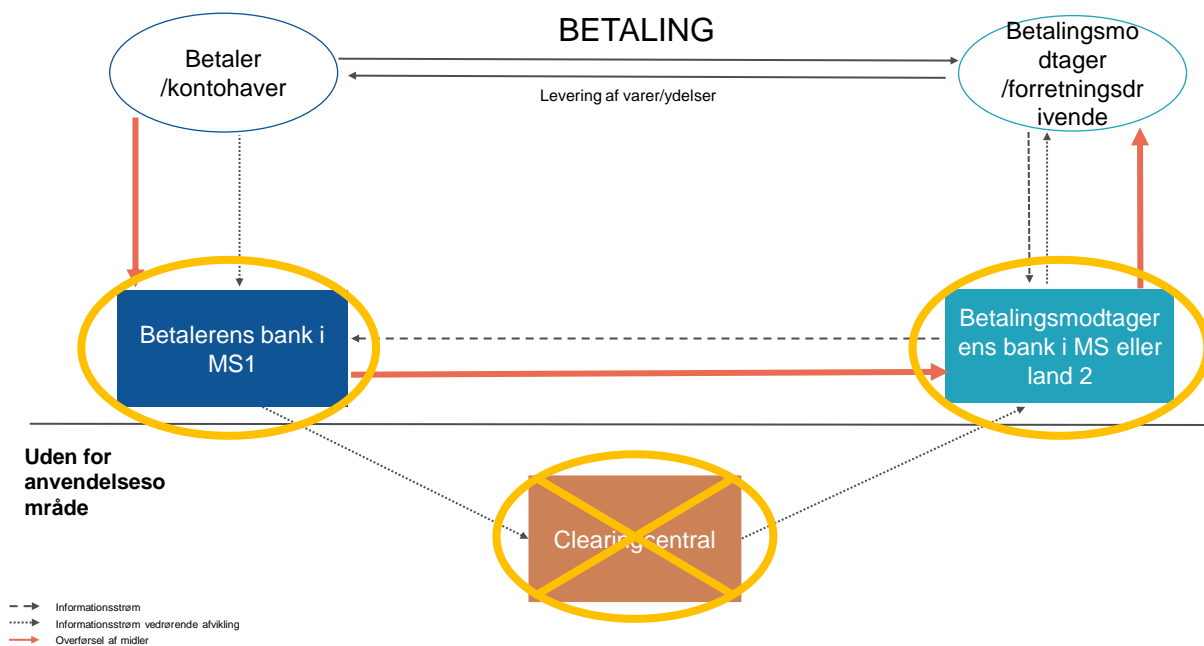 BETALING
Betaler
/kontohaver
Betalingsmo
dtager
/forretningsdr
ivende
Levering af varer/ydelser
Betalerens bank i
MS1
Betalingsmodtager
ens bank i MS eller
land 2
Uden for
anvendelseso
mråde
Clearingcentral
Informationsstrøm
Informationsstrøm vedrørende afvikling
Overførsel af midler